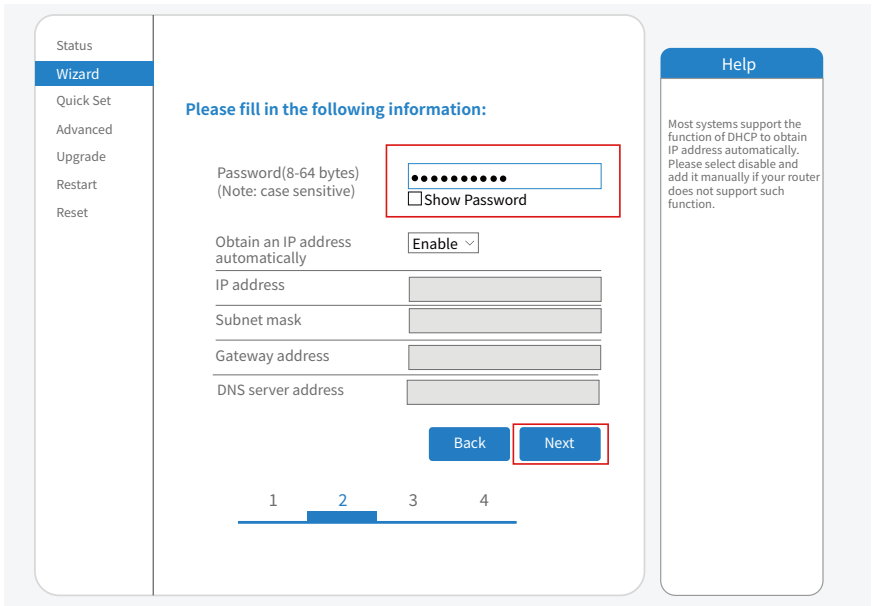 Status
Wizard
Quick Set
Advanced
Upgrade
Restart
Reset
Please fill in the following information:
Password(8-64 bytes)
(Note: case sensitive)
●●●●●●●●●●
Show Password
Obtain an IP address
automatically
Enable
IP address
Subnet mask
Gateway address
DNS server address
Back
Next
1
2
3
4
Help
Most systems support the
function of DHCP to obtain
IP address automatically.
Please select disable and
add it manually if your router
does not support such
function.